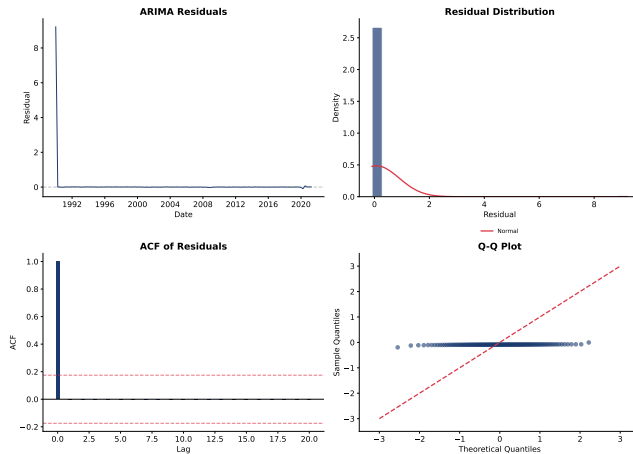 ARIMA Residuals
Residual
8
6
4
2
0
1992 1996 2000 2004 2008 2012 2016 2020
Date
Residual Distribution
Density
2.5
2.0
1.5
1.0
0.5
0.0
0 2 4 6 8
Residual
Normal
ACF of Residuals
ACF
1.0
0.8
0.6
0.4
0.2
0.0
−0.2
0.0 2.5 5.0 7.5 10.0 12.5 15.0 17.5 20.0
Lag
Q-Q Plot
Sample Quantiles
3
2
1
0
−1
−2
−3
−3 −2 −1 0 1 2 3
Theoretical Quantiles